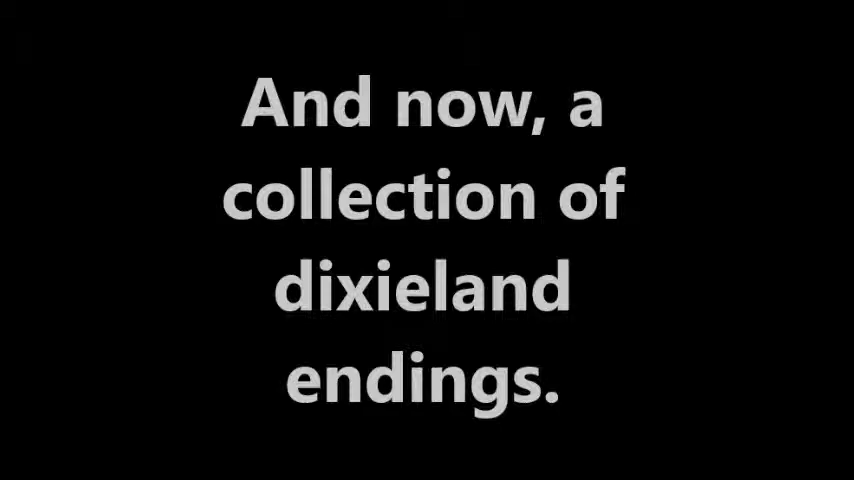 And now, a
collection of
dixieland
endings.